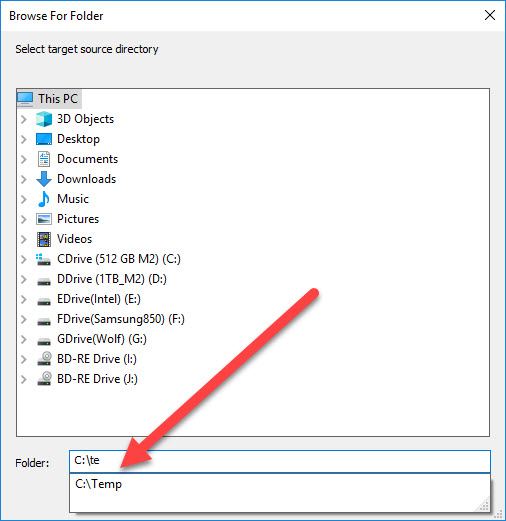 Browse For Folder
Select target source directory
This PC
3D Objects
Desktop
Documents
Downloads
Music
Pictures
Videos
CDrive (512 GB M2) (C:)
DDrive (1TB_M2) (D:)
EDrive(Intel) (E:)
FDrive(Samsung850) (F:)
GDrive(Wolf) (G:)
BD-RE Drive (I:)
BD-RE Drive (J:)
Folder: C:\te
C:\Temp